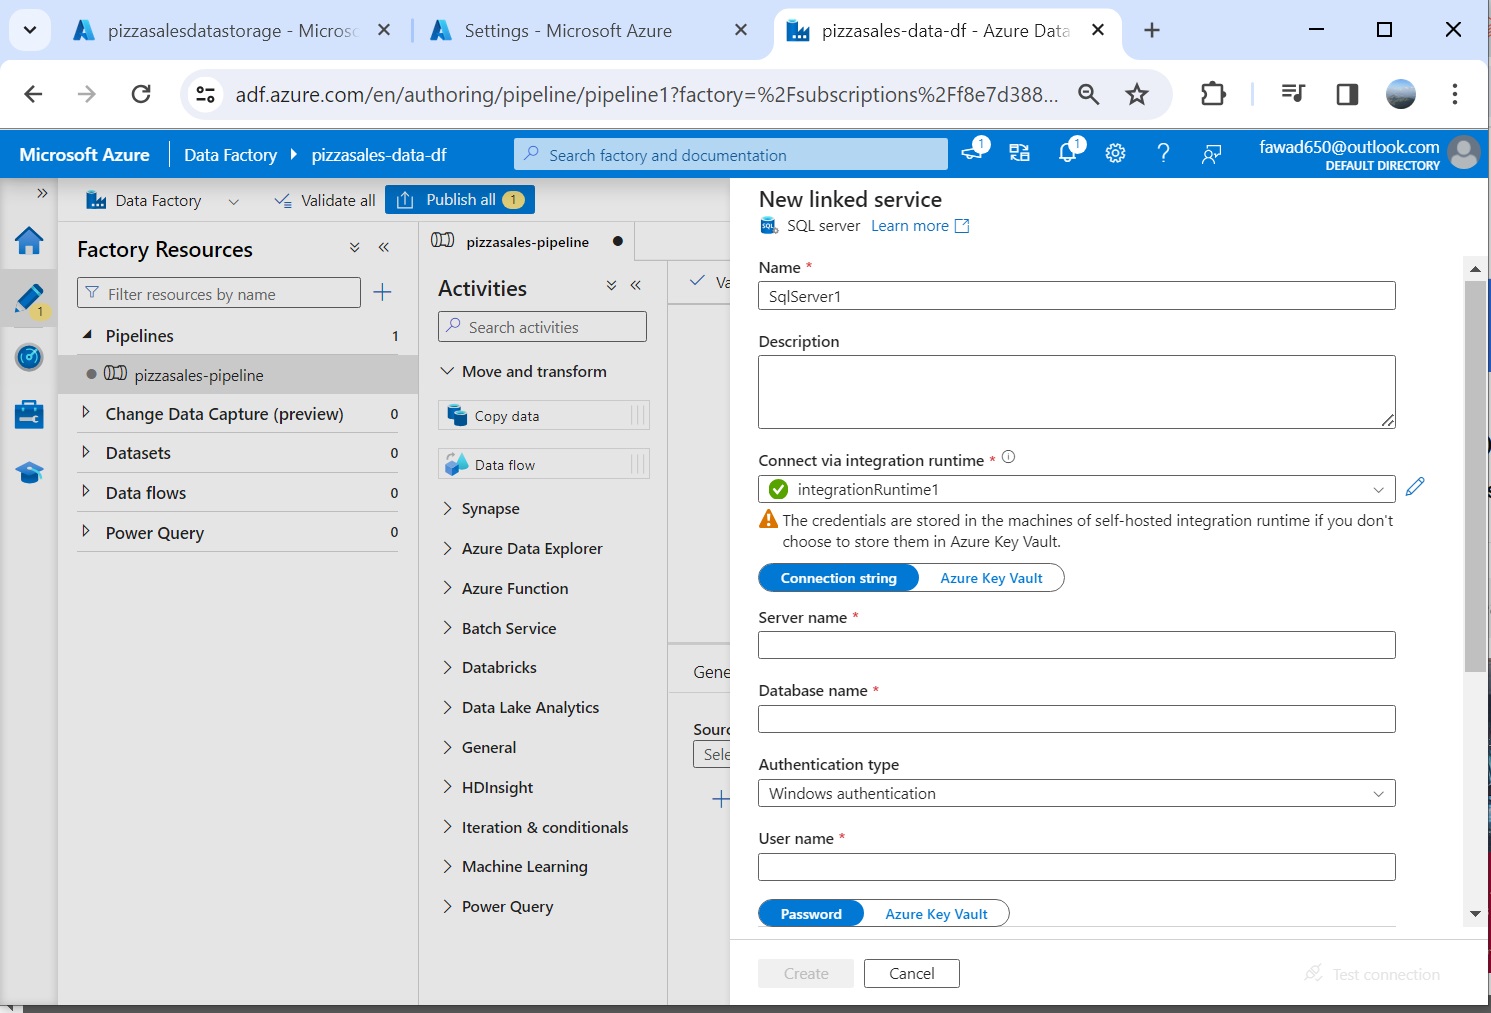 pizzasalesdatastorage - Micros
Settings - Microsoft Azure
pizzasales-data-df - Azure Data
adf.azure.com/en/authoring/pipeline/pipeline1?factory=%2Fsubscriptions%2Ff8e7d388...
Microsoft Azure
Data Factory
pizzasales-data-df
Search factory and documentation
1
1
fawad650@outlook.com
DEFAULT DIRECTORY
Data Factory
Validate all
Publish all
1
1
Factory Resources
Filter resources by name
Pipelines
1
pizzasales-pipeline
Change Data Capture (preview)
0
Datasets
0
Data flows
0
Power Query
0
pizzasales-pipeline
Activities
Search activities
Move and transform
Copy data
Data flow
Synapse
Azure Data Explorer
Azure Function
Batch Service
Databricks
Data Lake Analytics
General
HDInsight
Iteration & conditionals
Machine Learning
Power Query
Va
Gene
Sour
Sele
New linked service
SQL
SQL server
Learn more
Name *
SqlServer1
Description
Connect via integration runtime *
integrationRuntime1
The credentials are stored in the machines of self-hosted integration runtime if you don't
choose to store them in Azure Key Vault.
Connection string
Azure Key Vault
Server name *
Database name *
Authentication type
Windows authentication
User name *
Password
Azure Key Vault
Create
Cancel
Test connection